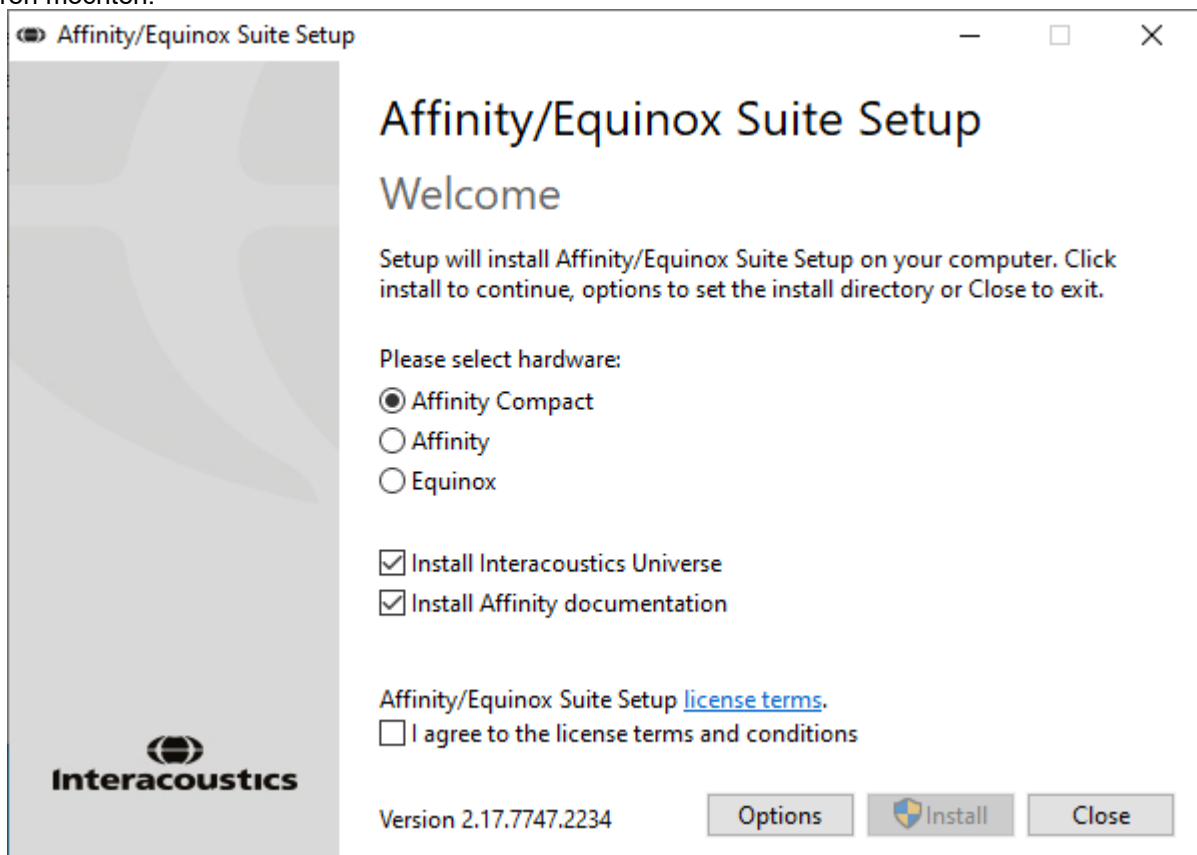 Affinity/Equinox Suite Setup
Affinity/Equinox Suite Setup
Welcome
Setup will install Affinity/Equinox Suite Setup on your computer. Click
install to continue, options to set the install directory or Close to exit.
Please select hardware:
Affinity Compact
Affinity
Equinox
Install Interacoustics Universe
Install Affinity documentation
Affinity/Equinox Suite Setup license terms.
I agree to the license terms and conditions
Interacoustics
Version 2.17.7747.2234
Options
Install
Close